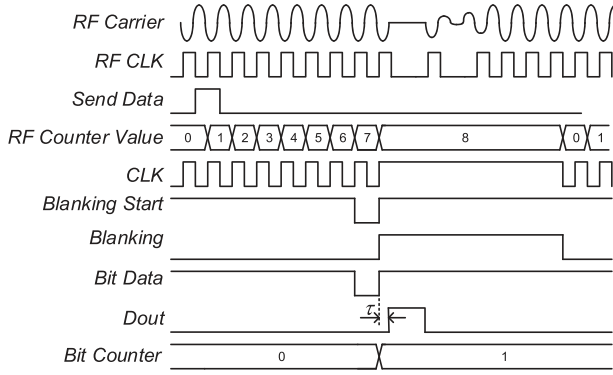 RF Carrier
RF CLK
Send Data
RF Counter Value 0 1 2 3 4 5 6 7 8 0 1
CLK
Blanking Start
Blanking
Bit Data
τ
Dout
Bit Counter 0 1